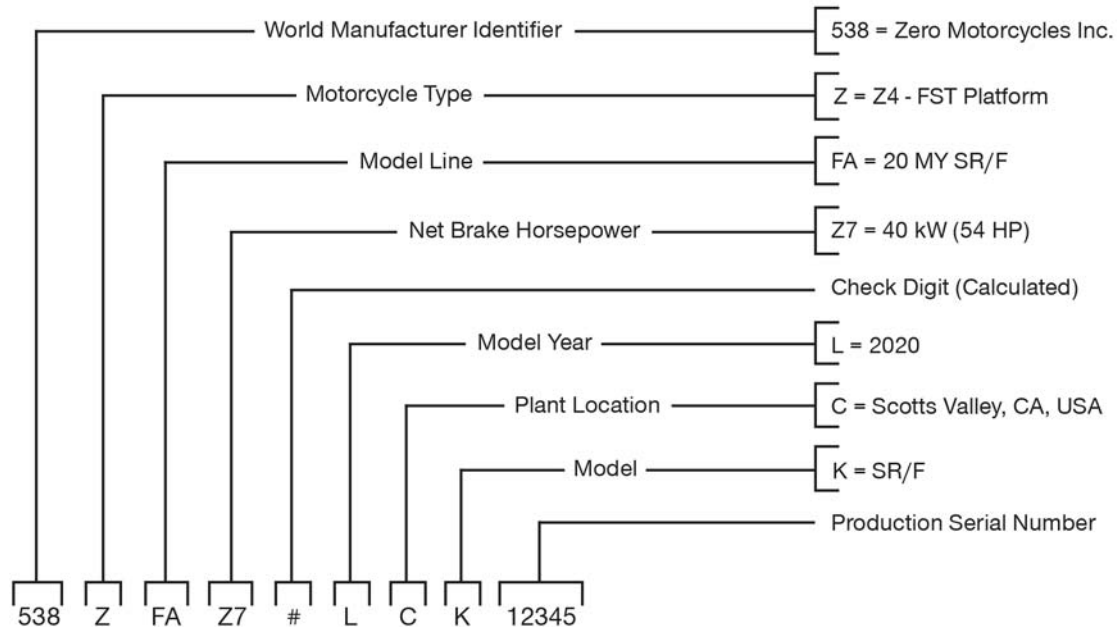 World Manufacturer Identifier 538 = Zero Motorcycles Inc.
Motorcycle Type Z = Z4 - FST Platform
Model Line FA = 20 MY SR/F
Net Brake Horsepower Z7 = 40 kW (54 HP)
Check Digit (Calculated)
Model Year L = 2020
Plant Location C = Scotts Valley, CA, USA
Model K = SR/F
Production Serial Number
538 Z FA Z7 # L C K 12345